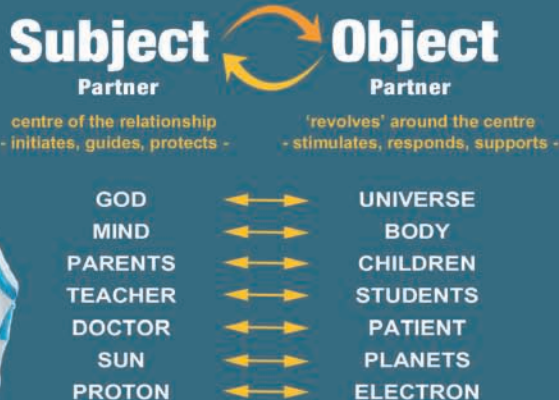 Subject Object
Partner Partner
centre of the relationship 'revolves' around the centre
- initiates, guides, protects - - stimulates, responds, supports -
GOD UNIVERSE
MIND BODY
PARENTS CHILDREN
TEACHER STUDENTS
DOCTOR PATIENT
SUN PLANETS
PROTON ELECTRON